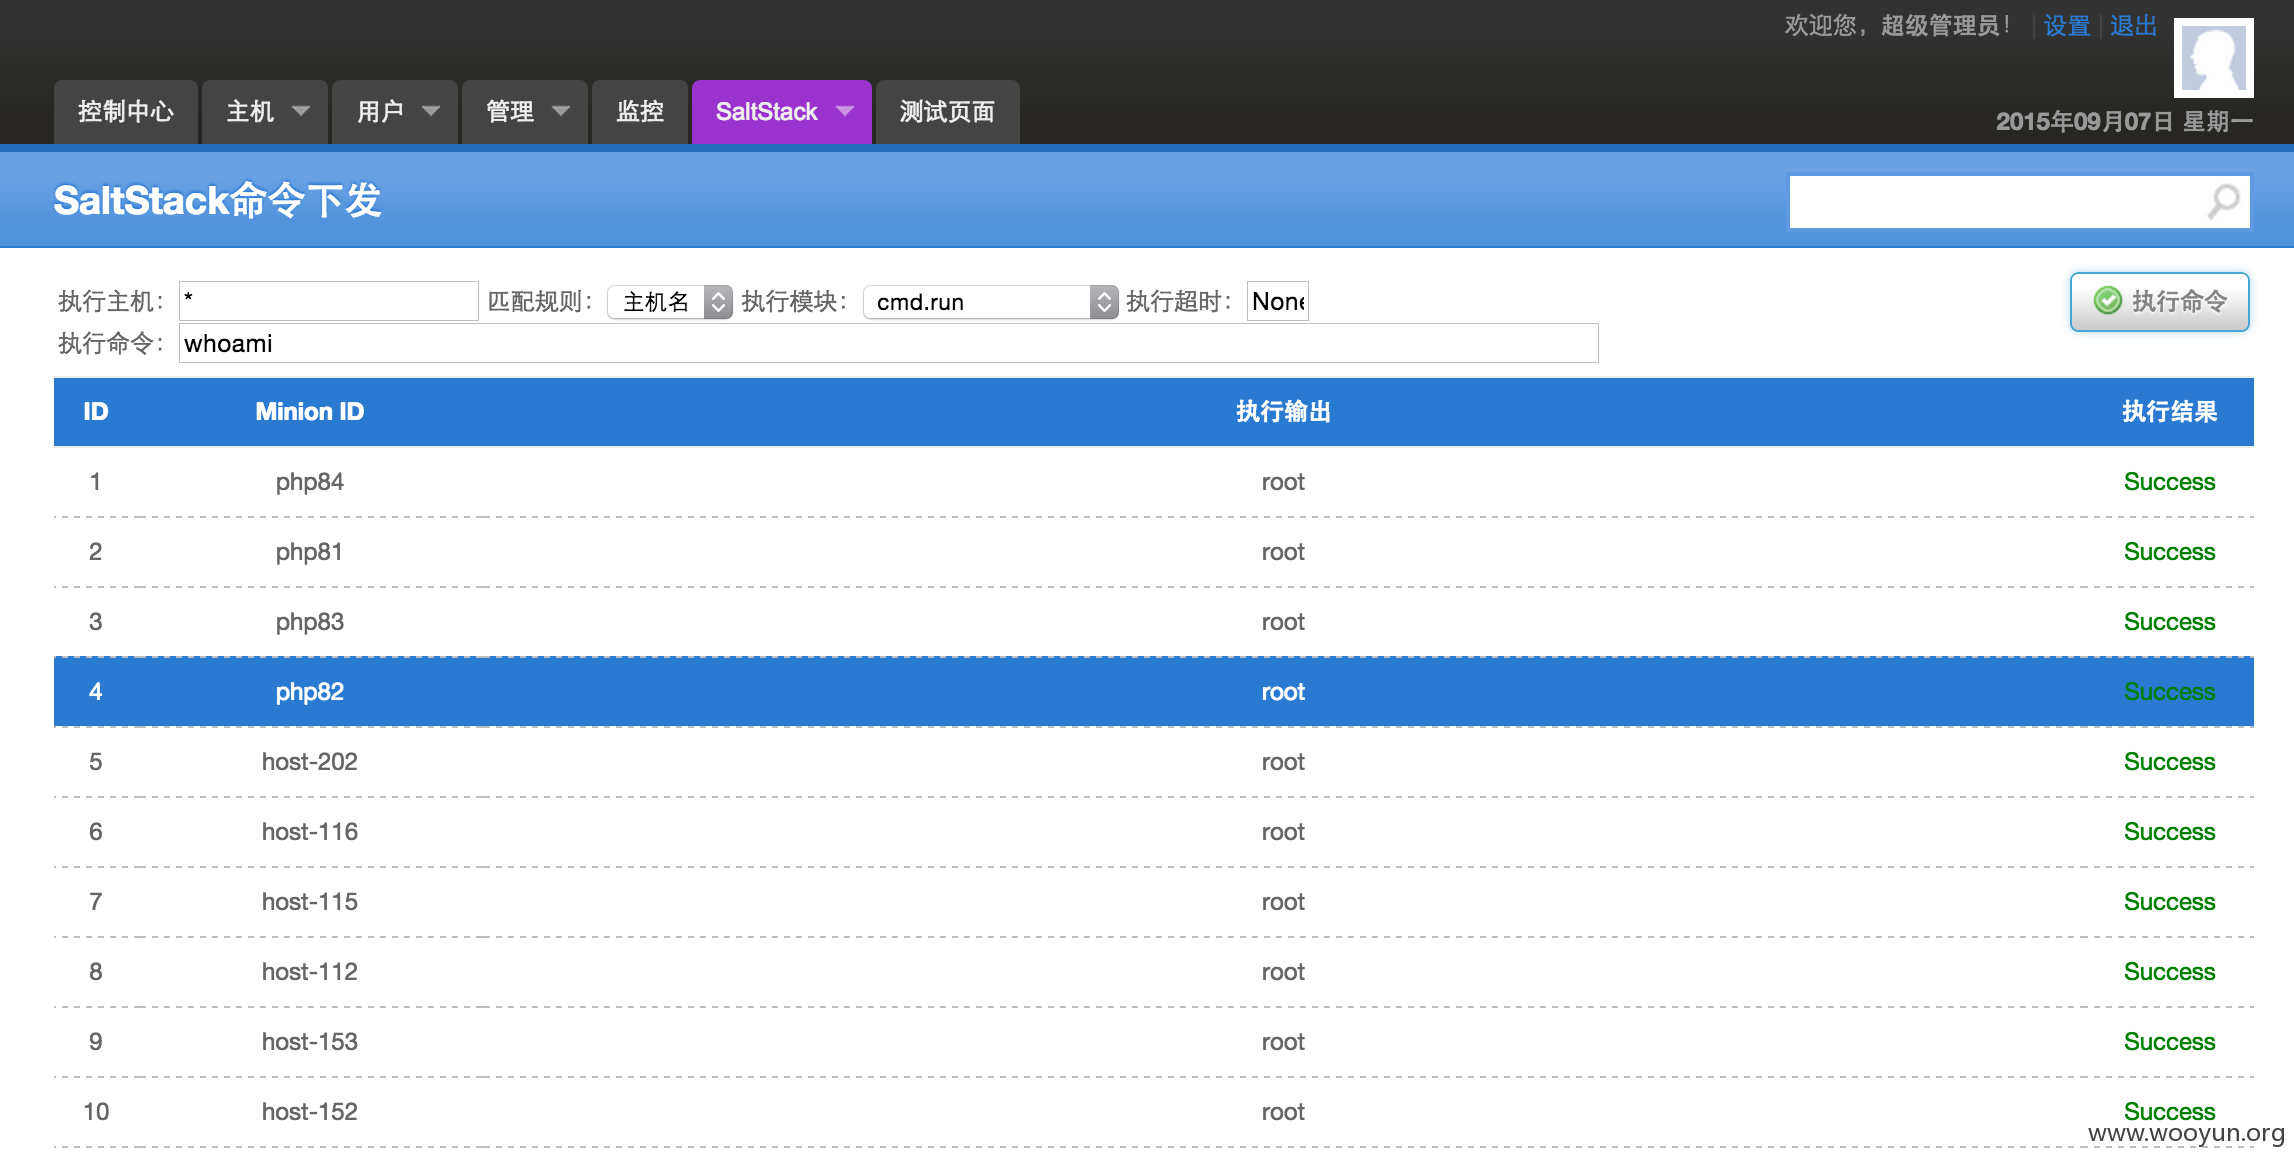 欢迎您，超级管理员！ 设置 退出
控制中心 主机 用户 管理 监控 SaltStack 测试页面
2015年09月07日 星期一
SaltStack命令下发
执行主机： * 匹配规则： 主机名 执行模块： cmd.run 执行超时： None 执行命令
执行命令： whoami
ID Minion ID 执行输出 执行结果
1 php84 root Success
2 php81 root Success
3 php83 root Success
4 php82 root Success
5 host-202 root Success
6 host-116 root Success
7 host-115 root Success
8 host-112 root Success
9 host-153 root Success
10 host-152 root Success
www.wooyun.org